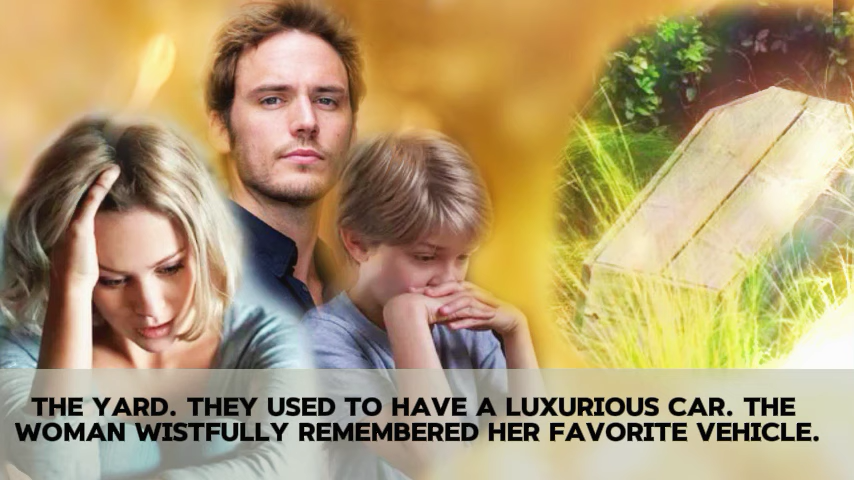 THE YARD. THEY USED TO HAVE A LUXURIOUS CAR. THE
WOMAN WISTFULLY REMEMBERED HER FAVORITE VEHICLE.